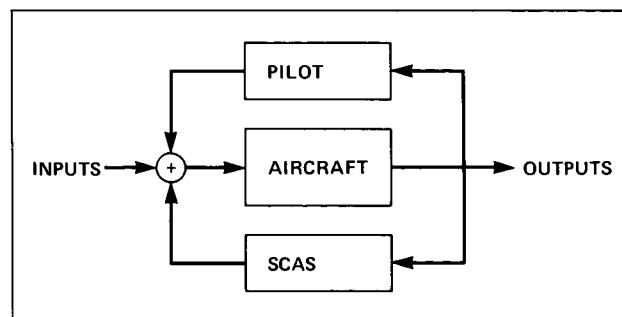 PILOT
INPUTS
+
AIRCRAFT
OUTPUTS
SCAS